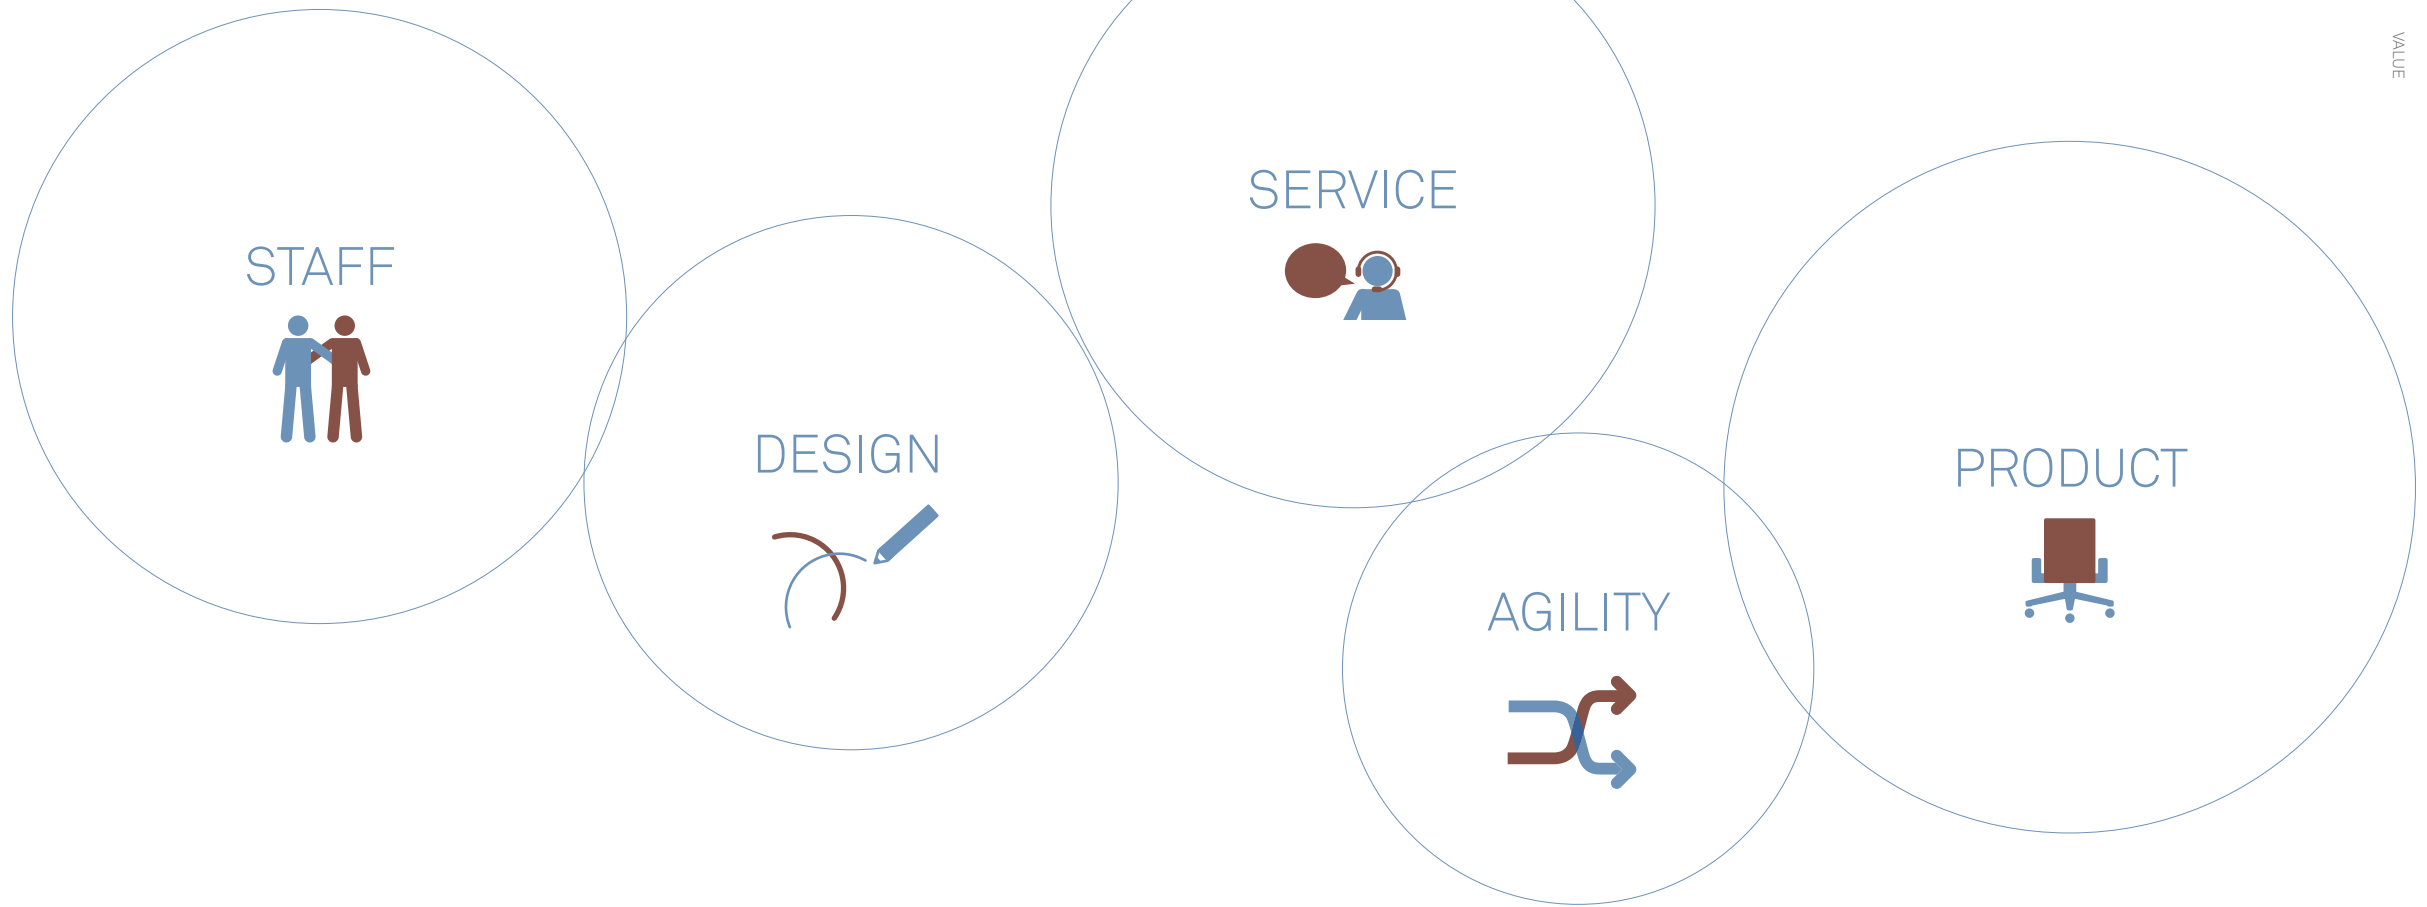 STAFF
DESIGN
SERVICE
AGILITY
PRODUCT
VALUE